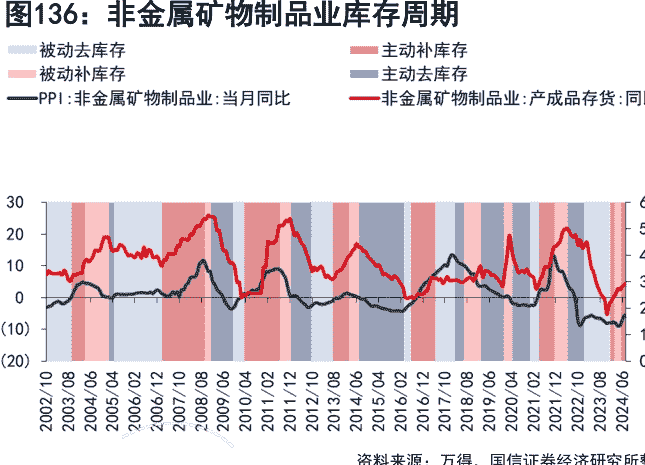 图136：非金属矿物制品业库存周期
被动去库存 主动补库存
被动补库存 主动去库存
PPI:非金属矿物制品业:当月同比 非金属矿物制品业:产成品存货:同
30 6
20 5
10 4
0 3
(10) 2
(20) 1
0
2002/10 2003/08 2004/06 2005/04 2006/02 2006/12 2007/10 2008/08 2009/06 2010/04 2011/02 2011/12 2012/10 2013/08 2014/06 2015/04 2016/02 2016/12 2017/10 2018/08 2019/06 2020/04 2021/02 2021/12 2022/10 2023/08 2024/06
资料来源：万得、国信证券经济研究所整